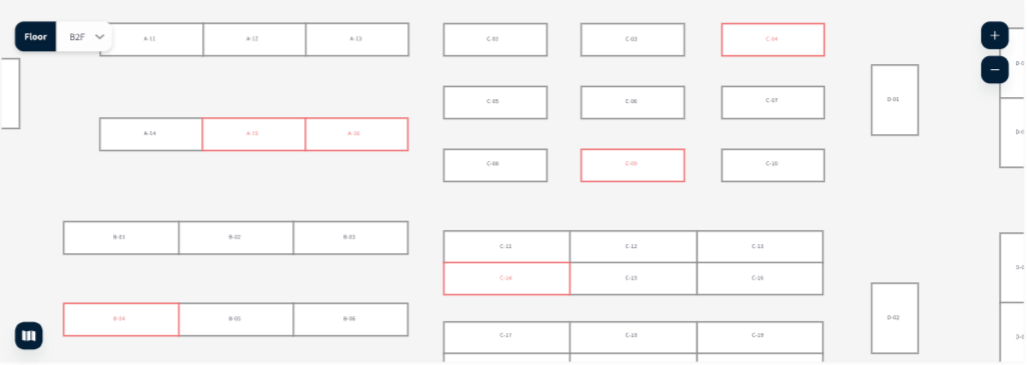 Floor B2F
A-11 A-12 A-13
A-14 A-15 A-16
B-01 B-02 B-03
B-04 B-05 B-06
C-02 C-03 C-04
C-05 C-06 C-07
C-08 C-09 C-10
C-11 C-12 C-13
C-14 C-15 C-16
C-17 C-18 C-19
D-01
D-02